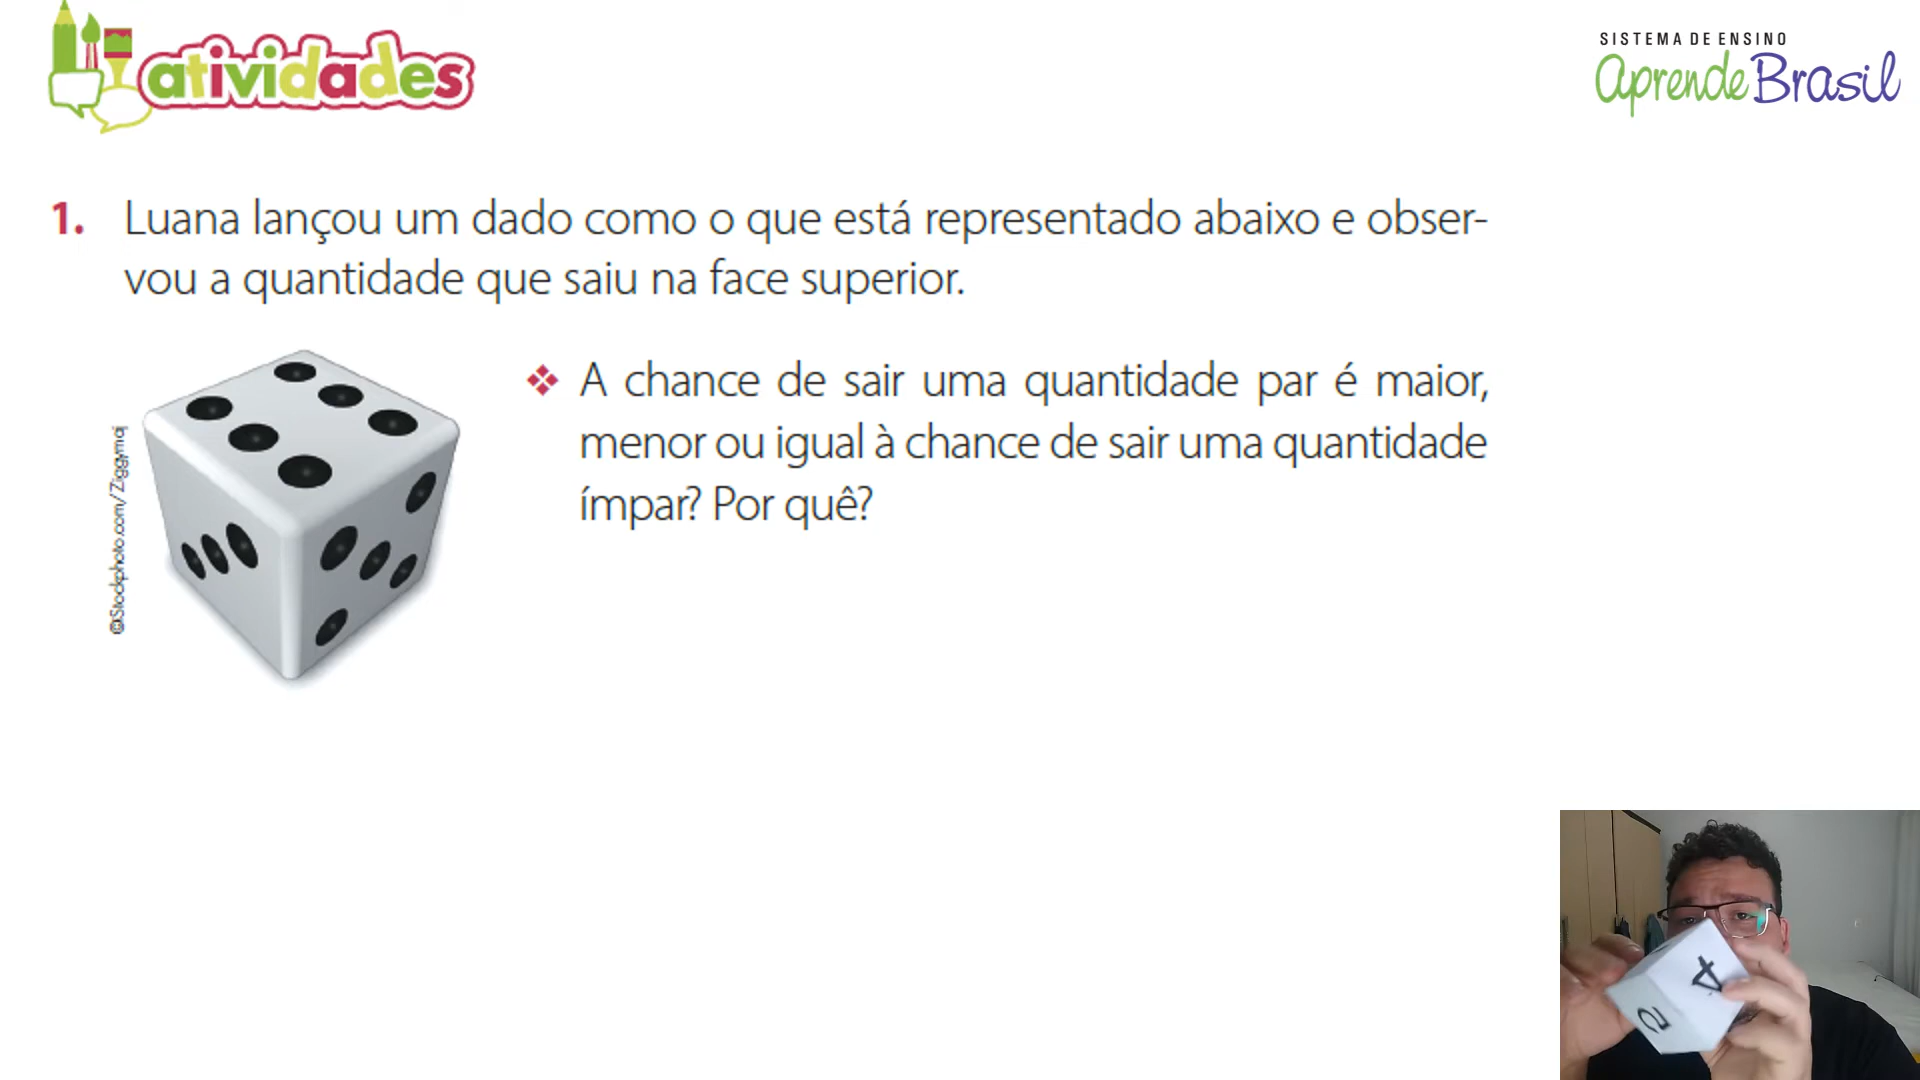 atividades
SISTEMA DE ENSINO
aprende Brasil
1. Luana lançou um dado como o que está representado abaixo e obser-
vou a quantidade que saiu na face superior.
©iStockphoto.com/Ziggymaj
❖ A chance de sair uma quantidade par é maior,
menor ou igual à chance de sair uma quantidade
ímpar? Por quê?
4
2